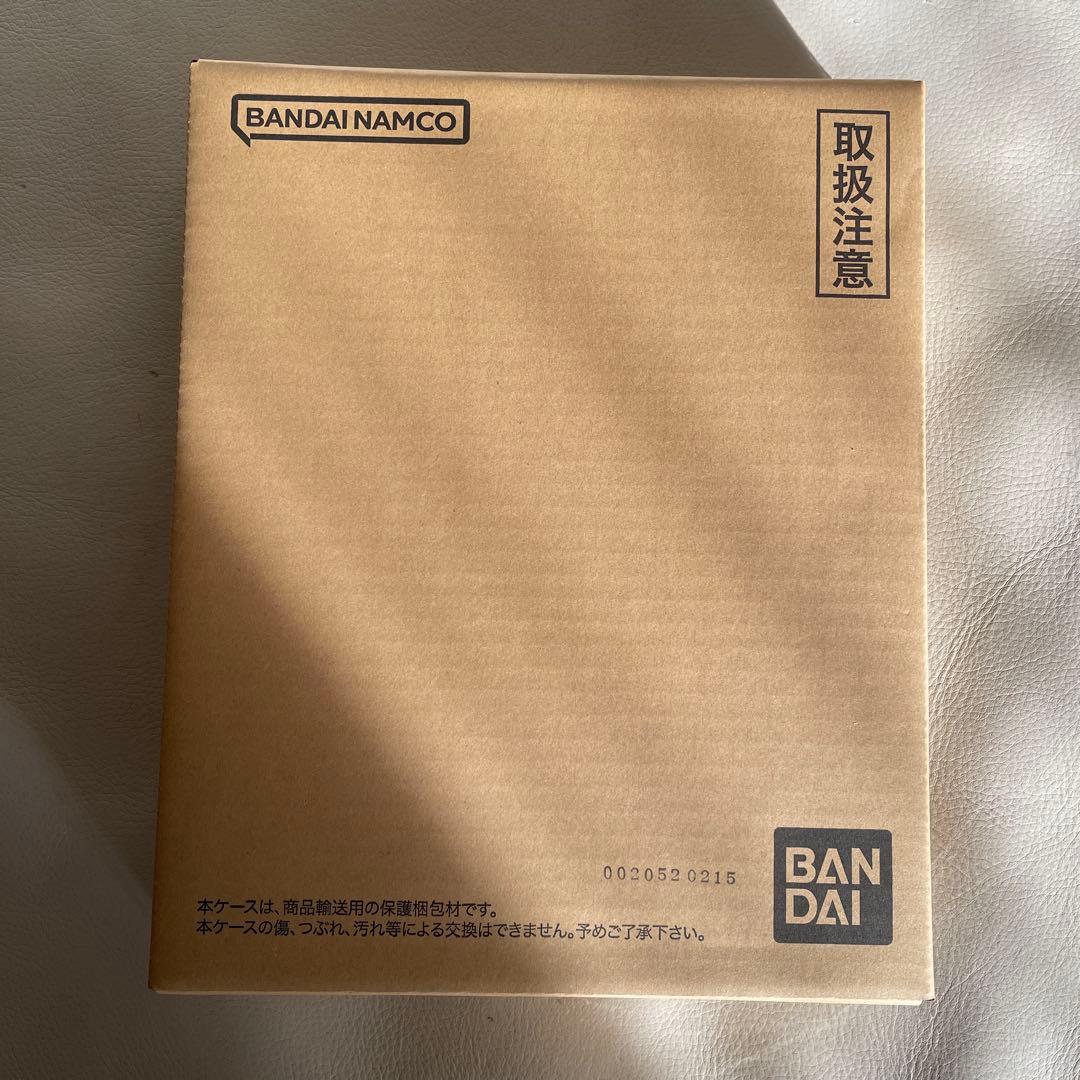 BANDAI NAMCO
取扱注意
0020520215
BAN
DAI
本ケースは、商品輸送用の保護梱包材です。
本ケースの傷、つぶれ、汚れ等による交換はできません。予めご了承下さい。